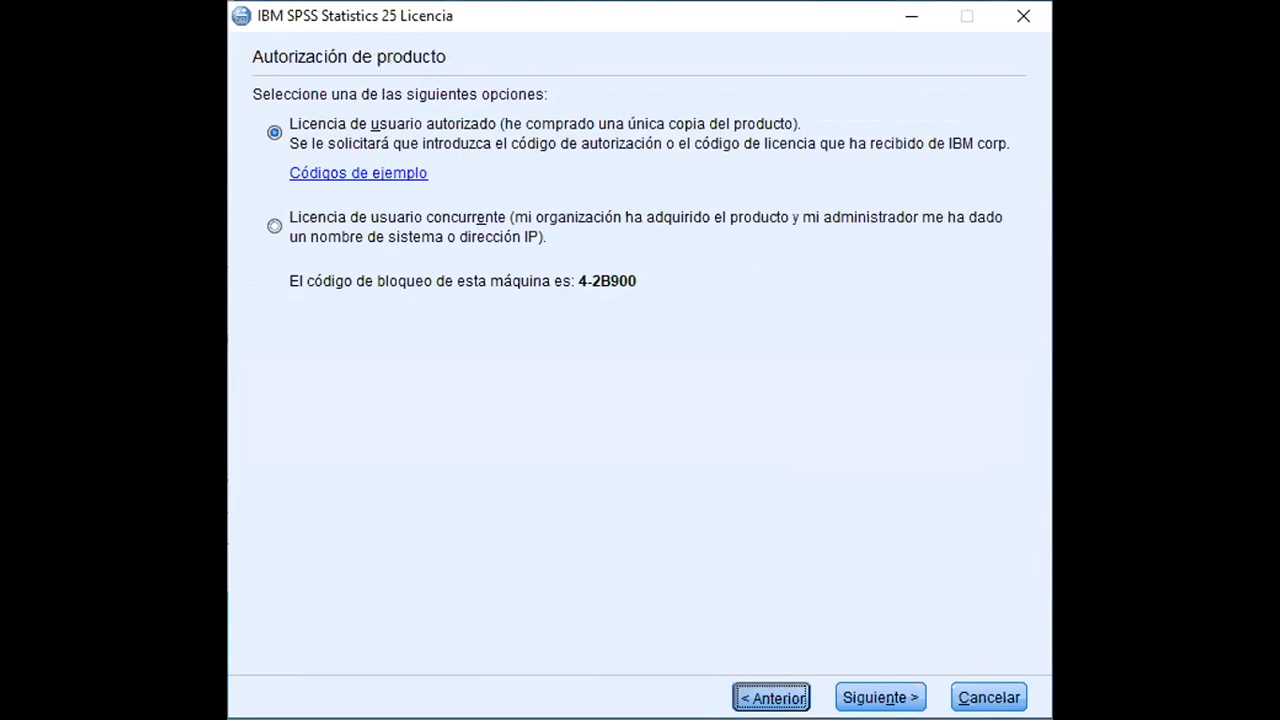 IBM SPSS Statistics 25 Licencia
Autorización de producto
Seleccione una de las siguientes opciones:
Licencia de usuario autorizado (he comprado una única copia del producto).
Se le solicitará que introduzca el código de autorización o el código de licencia que ha recibido de IBM corp.
Códigos de ejemplo
Licencia de usuario concurrente (mi organización ha adquirido el producto y mi administrador me ha dado
un nombre de sistema o dirección IP).
El código de bloqueo de esta máquina es: 4-2B900
< Anterior
Siguiente >
Cancelar